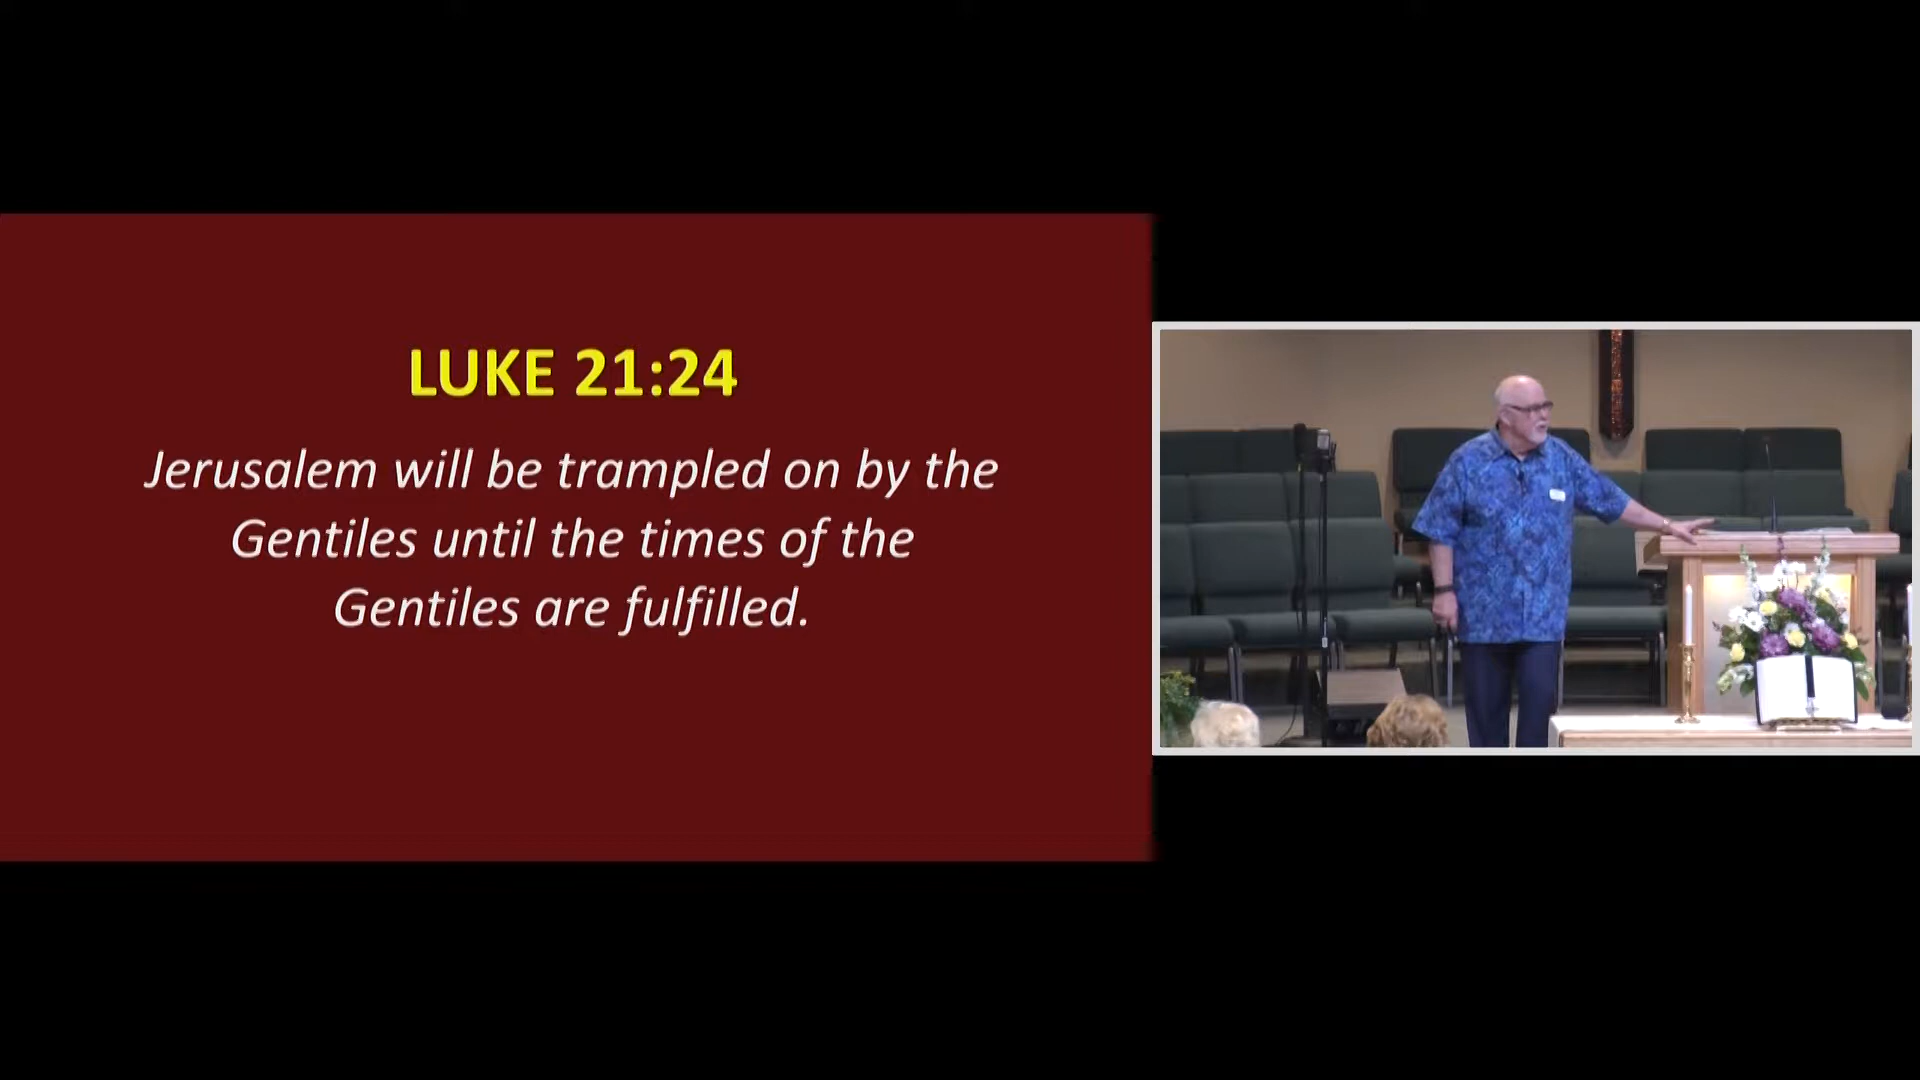 LUKE 21:24
Jerusalem will be trampled on by the
Gentiles until the times of the
Gentiles are fulfilled.